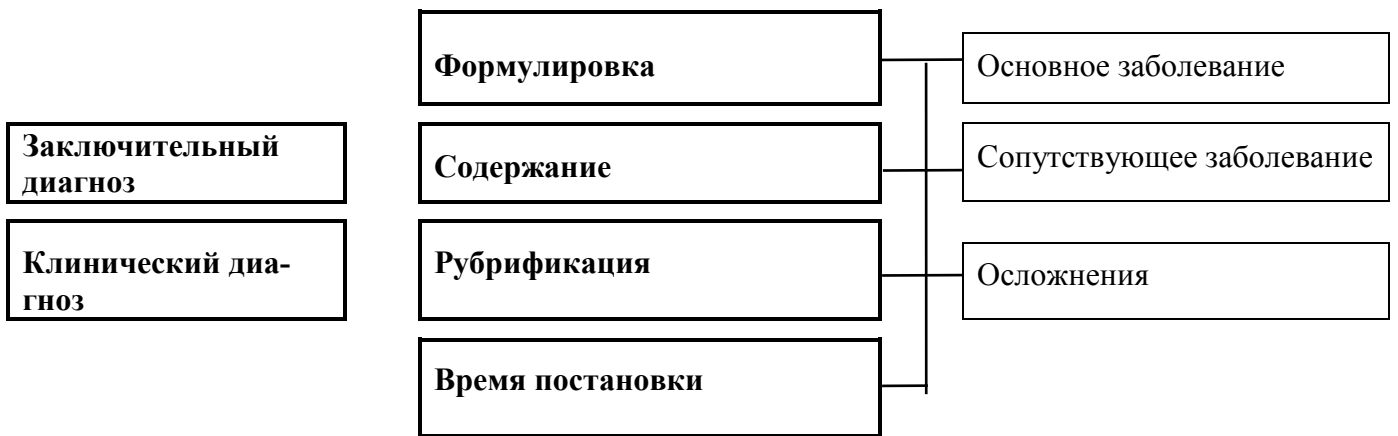 Формулировка
Основное заболевание
Заключительный
диагноз
Содержание
Сопутствующее заболевание
Клинический диа-
гноз
Рубрификация
Осложнения
Время постановки